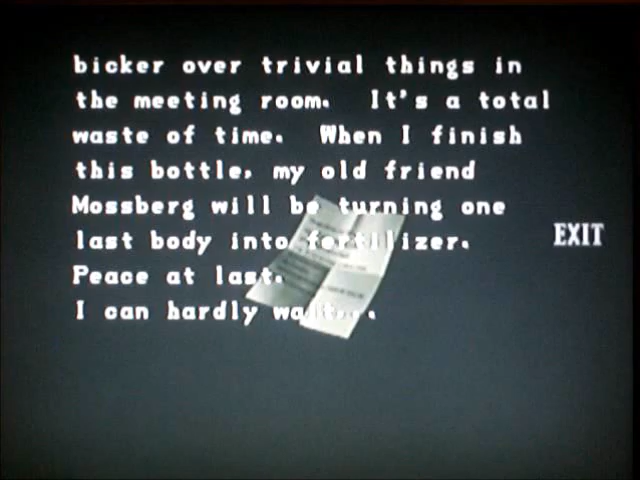 bicker over trivial things in
the meeting room. It's a total
waste of time. When I finish
this bottle, my old friend
Mossberg will be turning one
last body into fertilizer.
EXIT
Peace at last.
I can hardly wait...